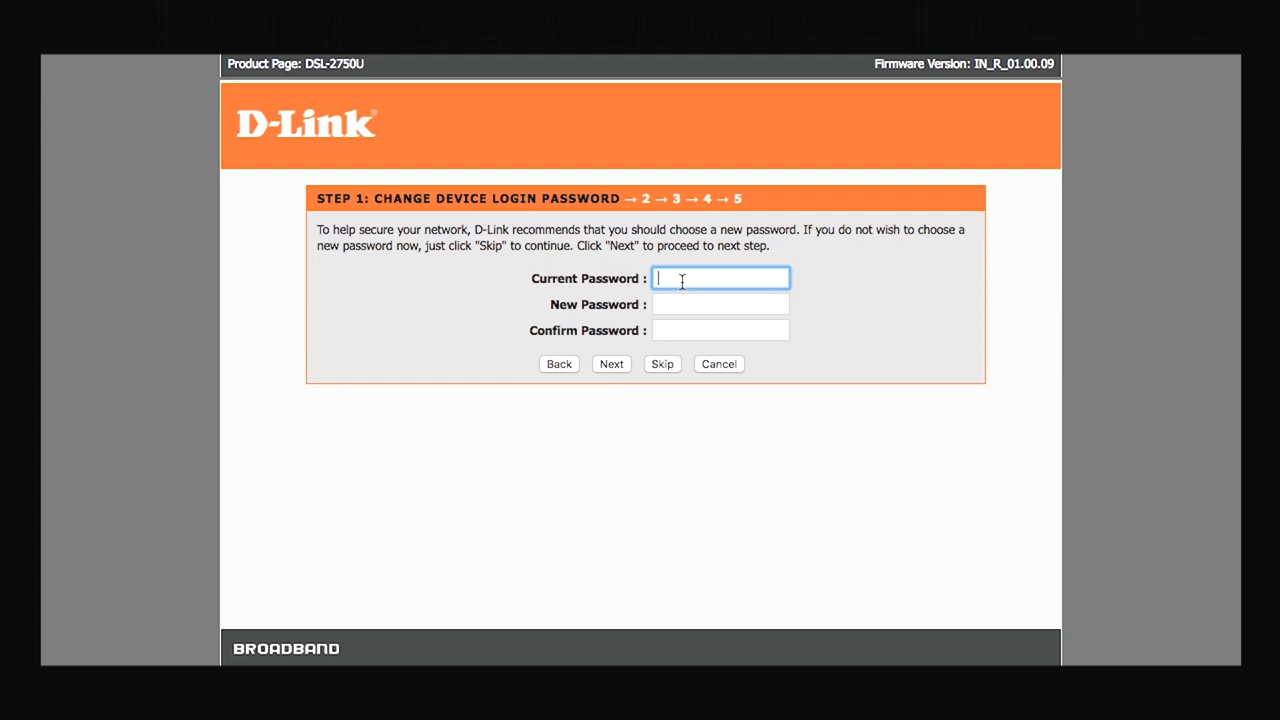 Product Page: DSL-2750U
Firmware Version: IN_R_01.00.09
D-Link®
STEP 1: CHANGE DEVICE LOGIN PASSWORD → 2 → 3 → 4 → 5
To help secure your network, D-Link recommends that you should choose a new password. If you do not wish to choose a
new password now, just click "Skip" to continue. Click "Next" to proceed to next step.
Current Password :
New Password :
Confirm Password :
Back Next Skip Cancel
BROADBAND